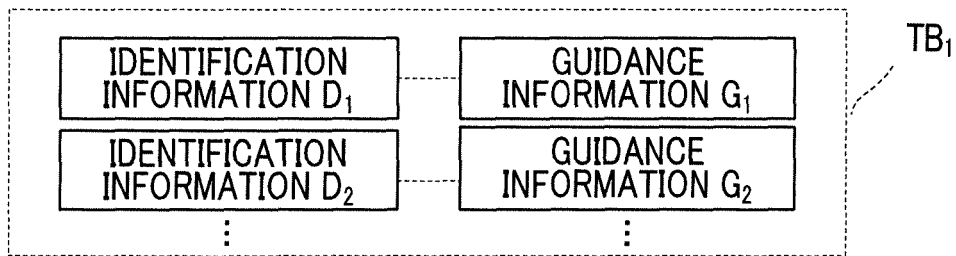 IDENTIFICATION
INFORMATION D₁
GUIDANCE
INFORMATION G₁
TB₁
IDENTIFICATION
INFORMATION D₂
GUIDANCE
INFORMATION G₂